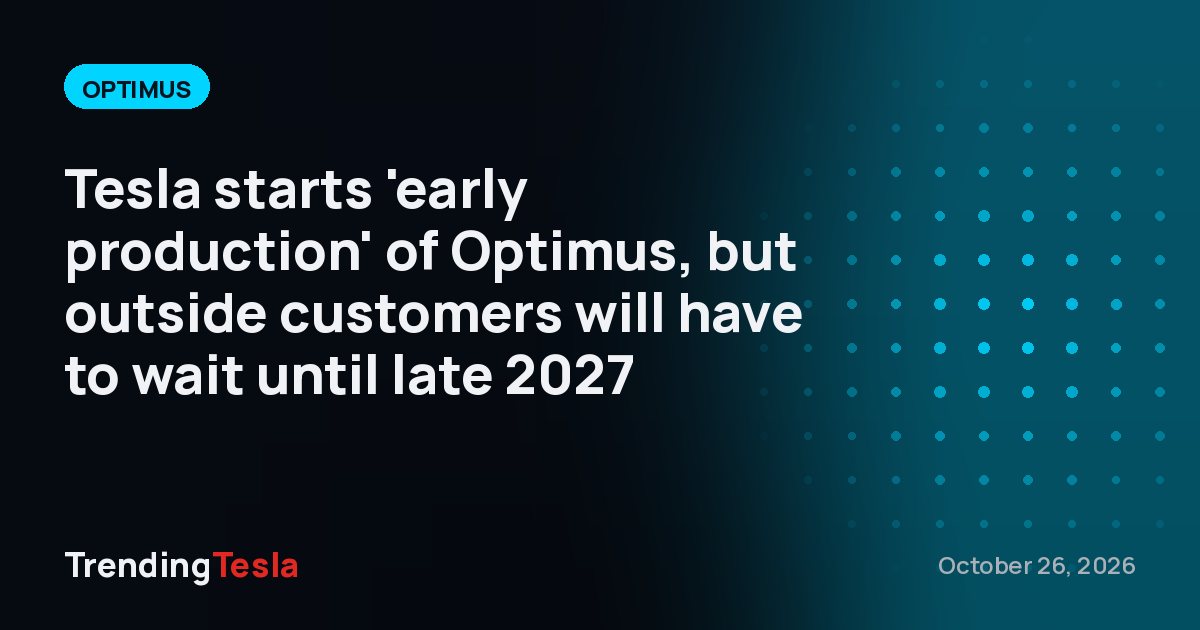 OPTIMUS
Tesla starts 'early
production' of Optimus, but
outside customers will have
to wait until late 2027
TrendingTesla
October 26, 2026